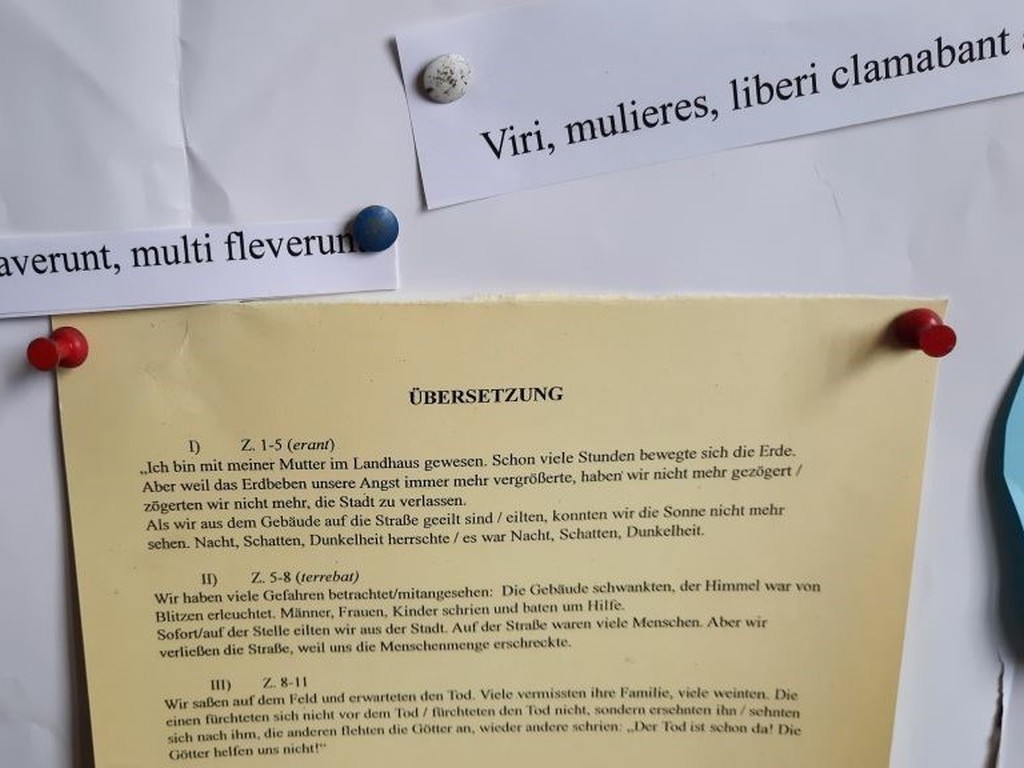 Viri, mulieres, liberi clamabant
averunt, multi fleverun
ÜBERSETZUNG
I) Z. 1-5 (erant)
„Ich bin mit meiner Mutter im Landhaus gewesen. Schon viele Stunden bewegte sich die Erde.
Aber weil das Erdbeben unsere Angst immer mehr vergrößerte, haben wir nicht mehr gezögert /
zögerten wir nicht mehr, die Stadt zu verlassen.
Als wir aus dem Gebäude auf die Straße geeilt sind / eilten, konnten wir die Sonne nicht mehr
sehen. Nacht, Schatten, Dunkelheit herrschte / es war Nacht, Schatten, Dunkelheit.
II) Z. 5-8 (terrebat)
Wir haben viele Gefahren betrachtet/mitangesehen: Die Gebäude schwankten, der Himmel war von
Blitzen erleuchtet. Männer, Frauen, Kinder schrien und baten um Hilfe.
Sofort/auf der Stelle eilten wir aus der Stadt. Auf der Straße waren viele Menschen. Aber wir
verließen die Straße, weil uns die Menschenmenge erschreckte.
III) Z. 8-11
Wir saßen auf dem Feld und erwarteten den Tod. Viele vermissten ihre Familie, viele weinten. Die
einen fürchteten sich nicht vor dem Tod / fürchteten den Tod nicht, sondern ersehnten ihn / sehnten
sich nach ihm, die anderen flehten die Götter an, wieder andere schrien: „Der Tod ist schon da! Die
Götter helfen uns nicht!“